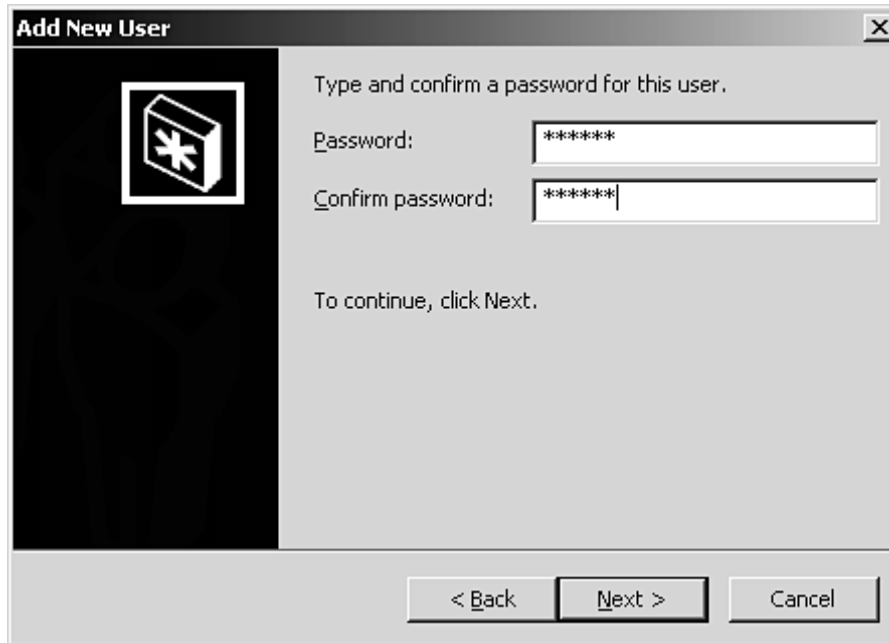 Add New User
Type and confirm a password for this user.
Password: ******
Confirm password: ******
To continue, click Next.
< Back Next > Cancel